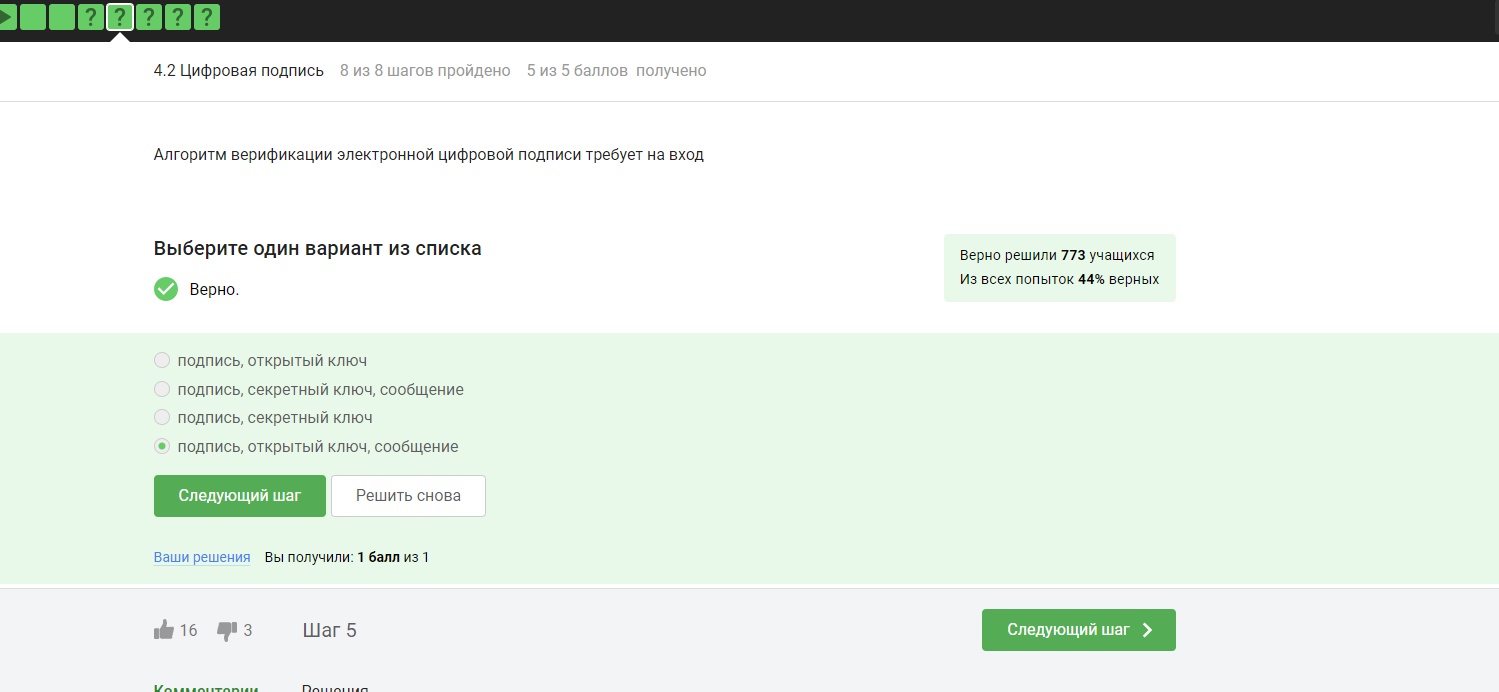 ? ? ? ? ?
4.2 Цифровая подпись 8 из 8 шагов пройдено 5 из 5 баллов получено
Алгоритм верификации электронной цифровой подписи требует на вход
Выберите один вариант из списка
Верно.
Верно решили 773 учащихся
Из всех попыток 44% верных
подпись, открытый ключ
подпись, секретный ключ, сообщение
подпись, секретный ключ
подпись, открытый ключ, сообщение
Следующий шаг Решить снова
Ваши решения Вы получили: 1 балл из 1
16 3 Шаг 5 Следующий шаг
Комментарии Решения